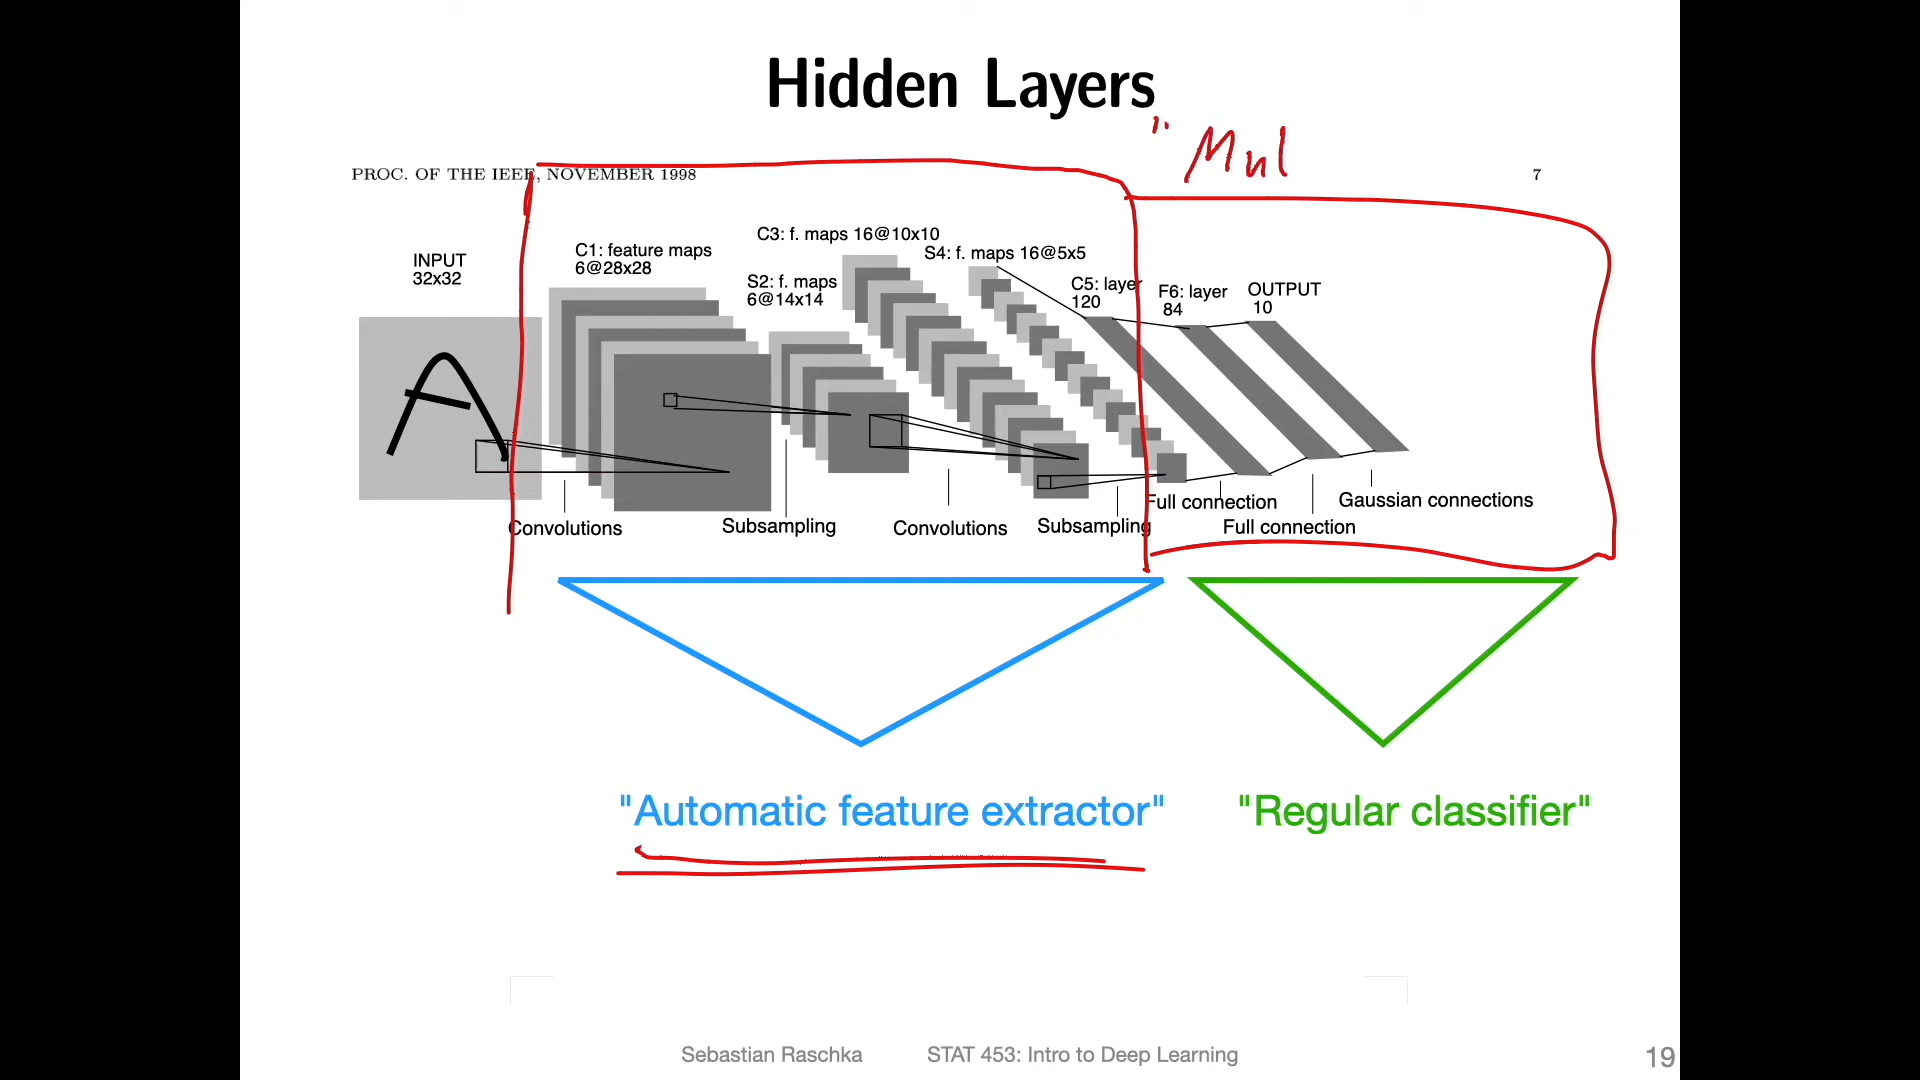 Hidden Layers
" Mul
PROC. OF THE IEEE, NOVEMBER 1998 7
INPUT
32x32
C1: feature maps
6@28x28
S2: f. maps
6@14x14
C3: f. maps 16@10x10
S4: f. maps 16@5x5
C5: layer
120
F6: layer
84
OUTPUT
10
A
Convolutions
Subsampling
Convolutions
Subsampling
Full connection
Full connection
Gaussian connections
"Automatic feature extractor"
"Regular classifier"
Sebastian Raschka STAT 453: Intro to Deep Learning 19